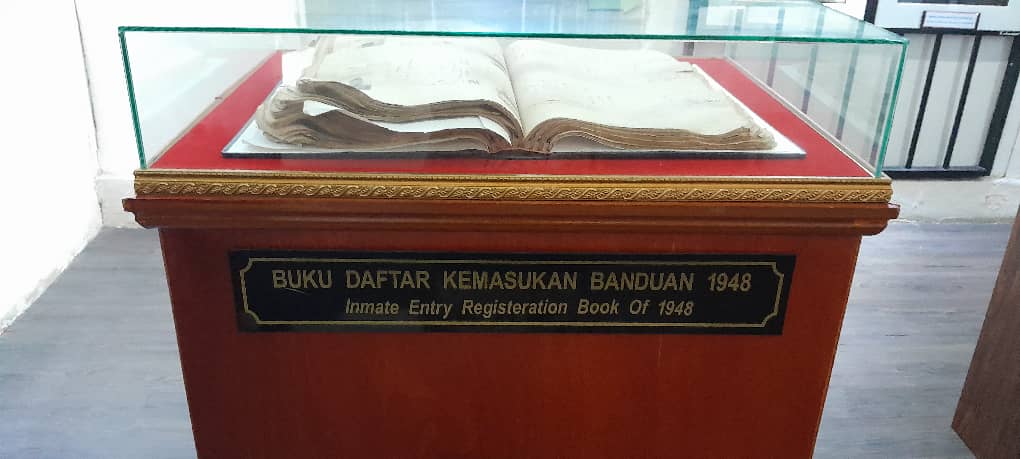 BUKU DAFTAR KEMASUKAN BANDUAN 1948
Inmate Entry Registeration Book Of 1948